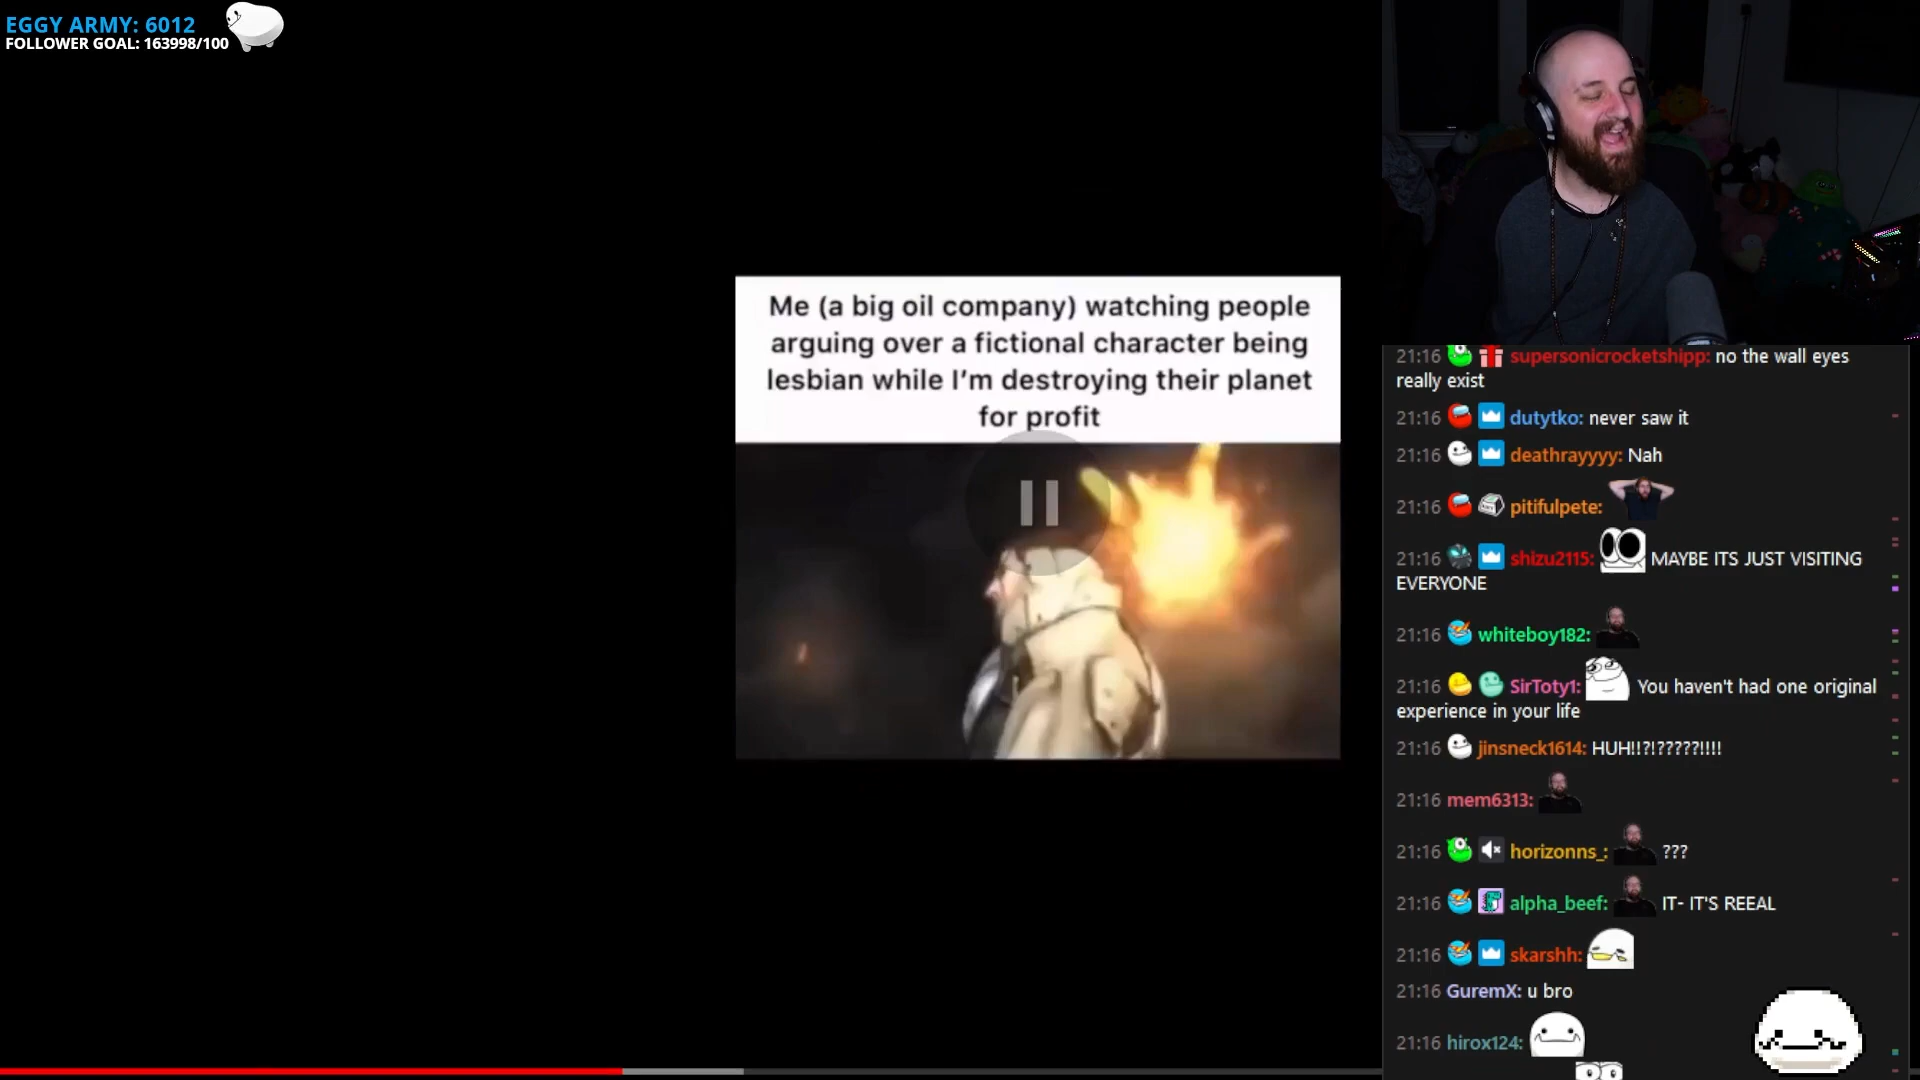 EGGY ARMY: 6012
FOLLOWER GOAL: 163998/100
Me (a big oil company) watching people
arguing over a fictional character being
lesbian while I'm destroying their planet
for profit
21:16 supersonicrocketshipp: no the wall eyes
really exist
21:16 dutytko: never saw it
21:16 deathrayyyy: Nah
21:16 pitifulpete:
21:16 shizu2115: MAYBE ITS JUST VISITING
EVERYONE
21:16 whiteboy182:
21:16 SirToty1: You haven't had one original
experience in your life
21:16 jinsneck1614: HUH!!?!?????!!!!
21:16 mem6313:
21:16 horizonns_: ???
21:16 alpha_beef: IT- IT'S REEAL
21:16 skarshh:
21:16 GuremX: u bro
21:16 hirox124: